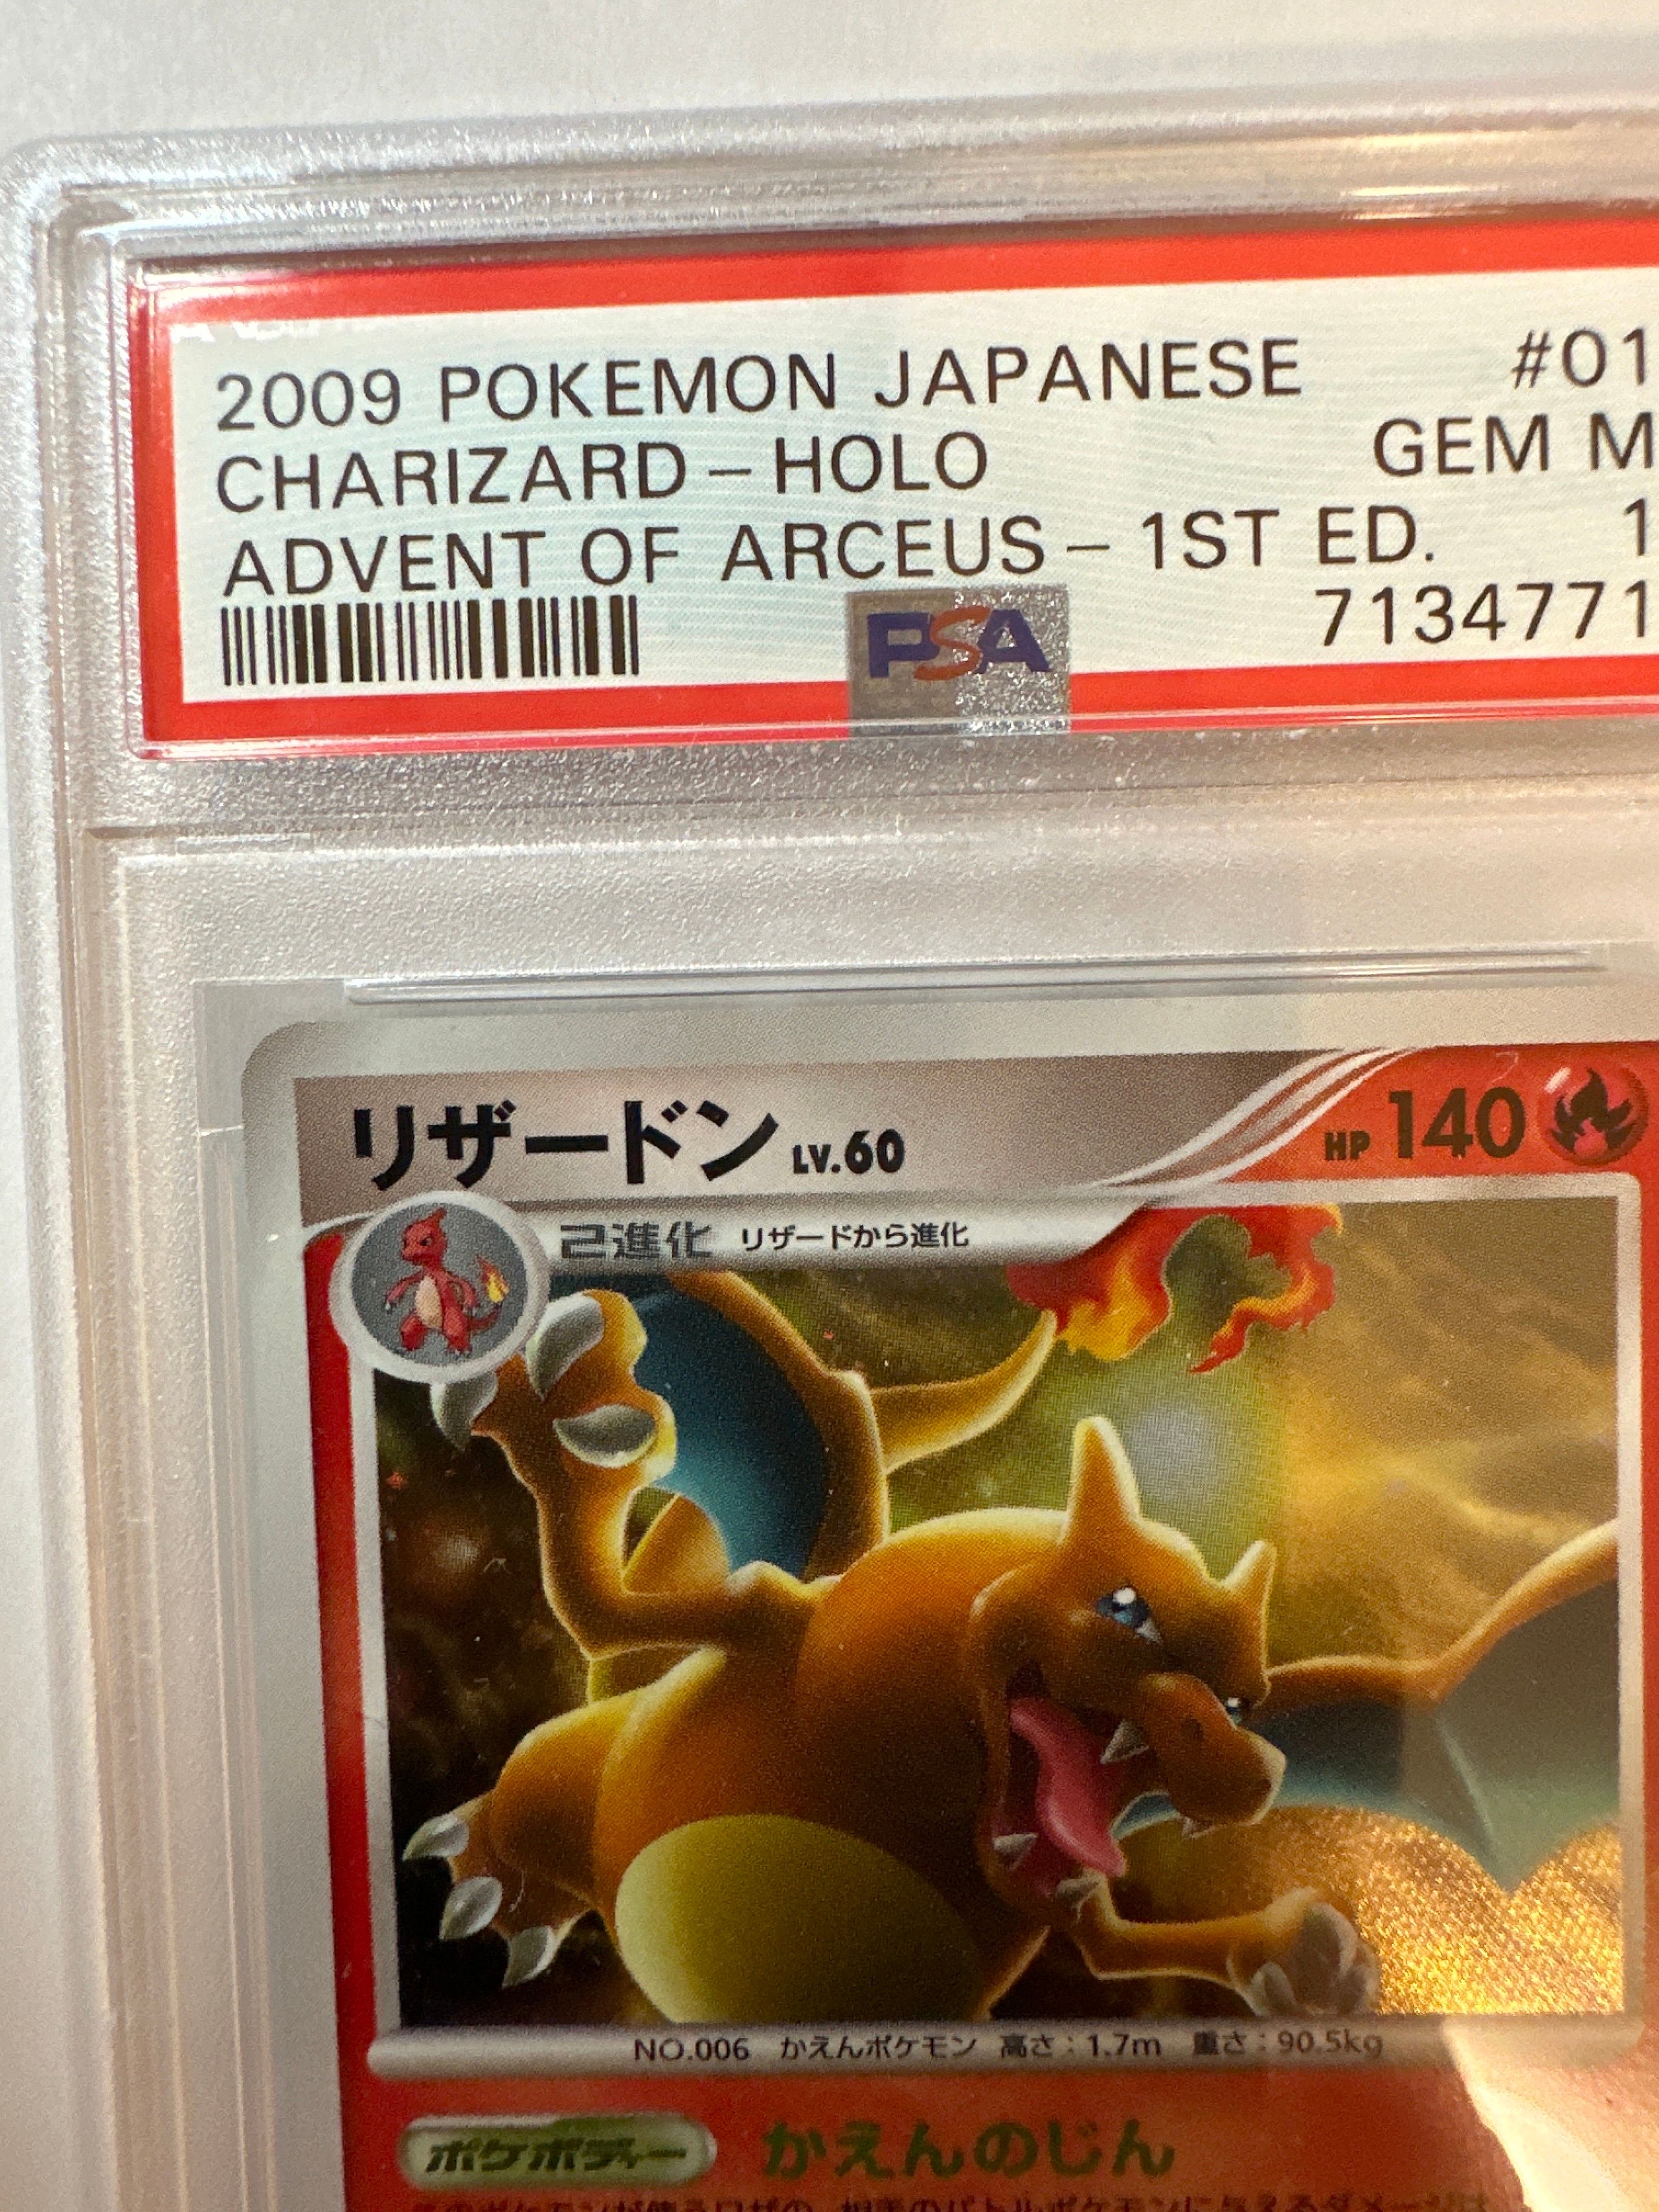 2009 POKEMON JAPANESE #01
CHARIZARD – HOLO GEM M
ADVENT OF ARCEUS – 1ST ED. 1
PSA 7134771
リザードン LV.60 HP 140
2進化 リザードから進化
NO.006 かえんポケモン 高さ：1.7m 重さ：90.5kg
ポケボディー かえんのじん